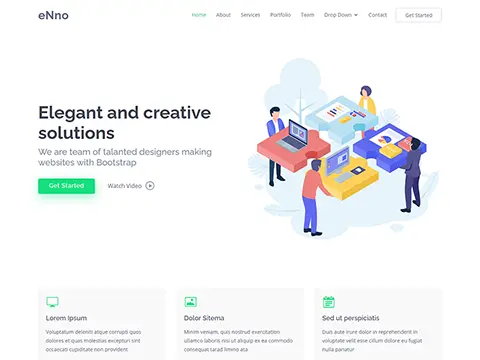 eNno
Home About Services Portfolio Team Drop Down Contact Get Started
Elegant and creative
solutions
We are team of talanted designers making
websites with Bootstrap
Get Started Watch Video
Lorem Ipsum
Voluptatum deleniti atque corrupti quos
dolores et quas molestias excepturi sint
occaecati cupiditate non provident
Dolor Sitema
Minim veniam, quis nostrud exercitation
ullamco laboris nisi ut aliquip ex ea commodo
consequat tarad limino ata
Sed ut perspiciatis
Duis aute irure dolor in reprehenderit in
voluptate velit esse cillum dolore eu fugiat
nulla pariatur